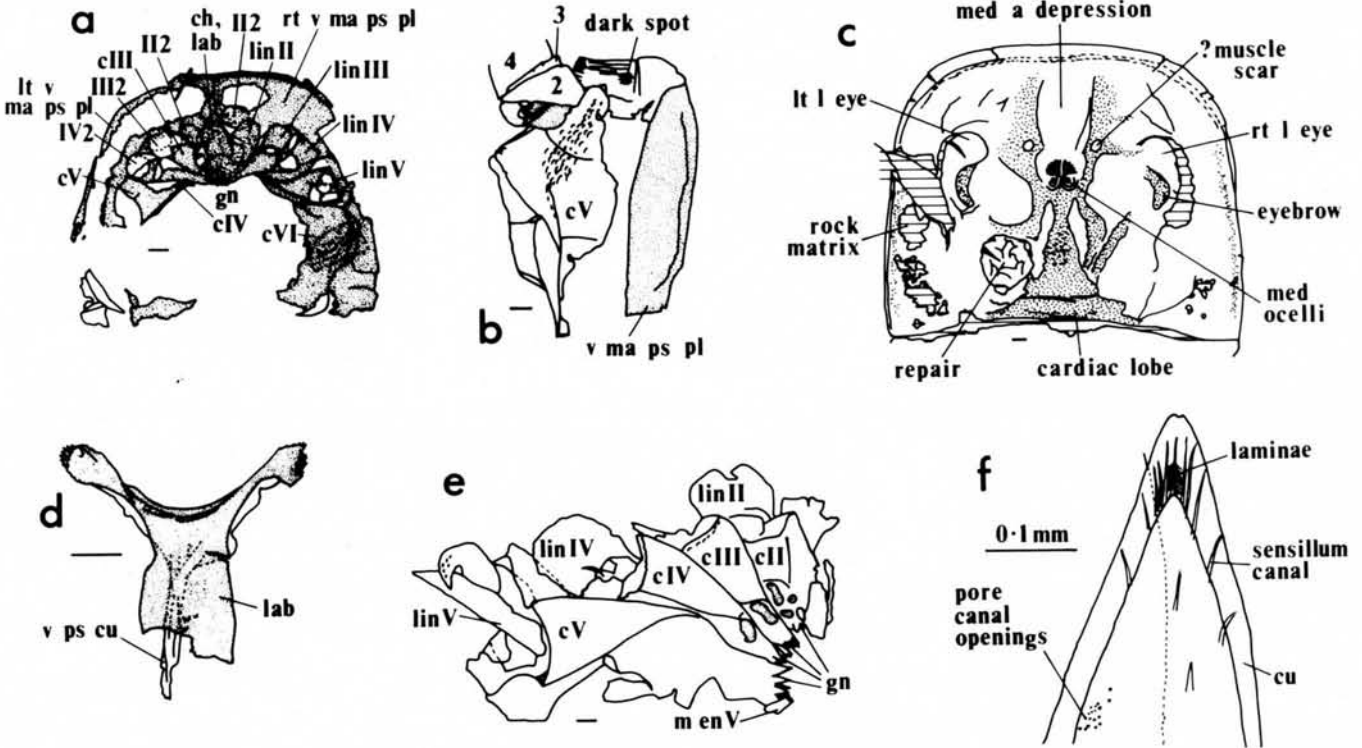 a
ch,
lab
II2
rt v ma ps pl
lin II
II2
cIII
III2
lt v
ma ps pl
IV2
cV
lin III
lin IV
lin V
gn
cIV
cVI
b
3
4
2
dark spot
cV
v ma ps pl
c
med a depression
?muscle
scar
lt l eye
rt l eye
eyebrow
rock
matrix
med
ocelli
repair
cardiac lobe
d
lab
v ps cu
e
lin II
lin IV
cIII
cII
cIV
lin V
cV
gn
m en V
f
laminae
0·1mm
sensillum
canal
pore
canal
openings
cu